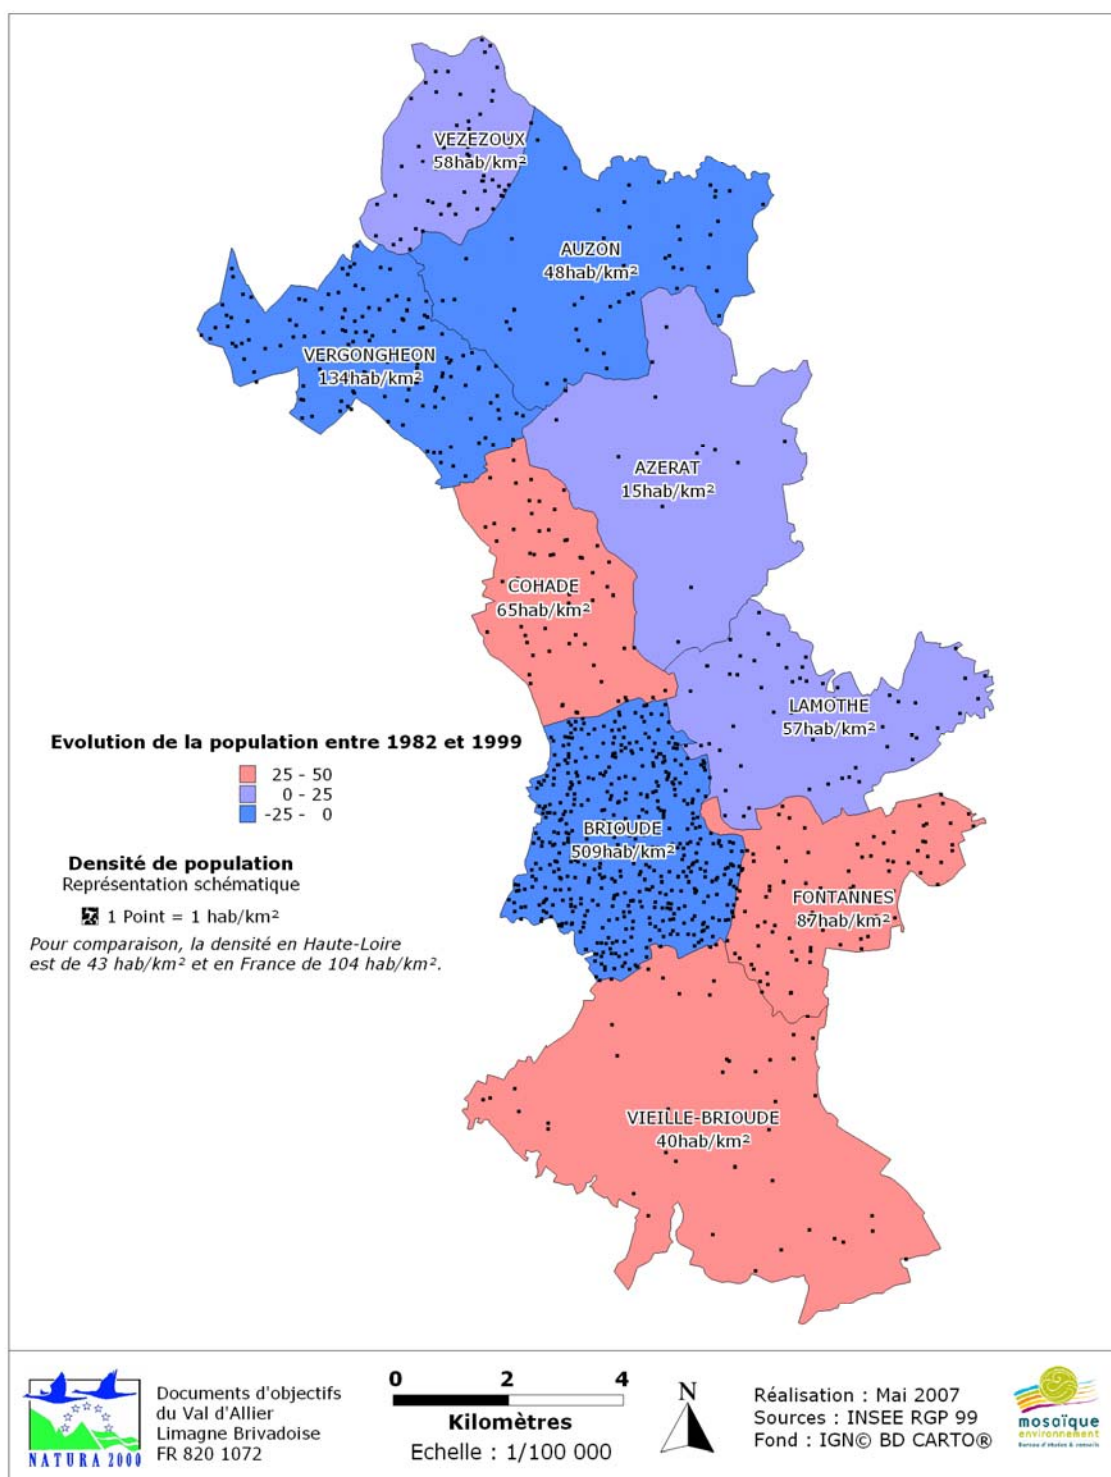 VEZEZOUX
58hab/km²
AUZON
48hab/km²
VERGONGHEON
134hab/km²
AZERAT
15hab/km²
COHADE
65hab/km²
LAMOTHE
57hab/km²
Evolution de la population entre 1982 et 1999
25 - 50
0 - 25
-25 - 0
BRIOUDE
509hab/km²
Densité de population
Représentation schématique
1 Point = 1 hab/km²
Pour comparaison, la densité en Haute-Loire
est de 43 hab/km² et en France de 104 hab/km².
FONTANNES
87hab/km²
VIEILLE-BRIOUDE
40hab/km²
NATURA 2000
Documents d'objectifs
du Val d'Allier
Limagne Brivadoise
FR 820 1072
0 2 4
Kilomètres
Echelle : 1/100 000
N
Réalisation : Mai 2007
Sources : INSEE RGP 99
Fond : IGN© BD CARTO®
mosaïque
environnement
Bureau d'études & conseils